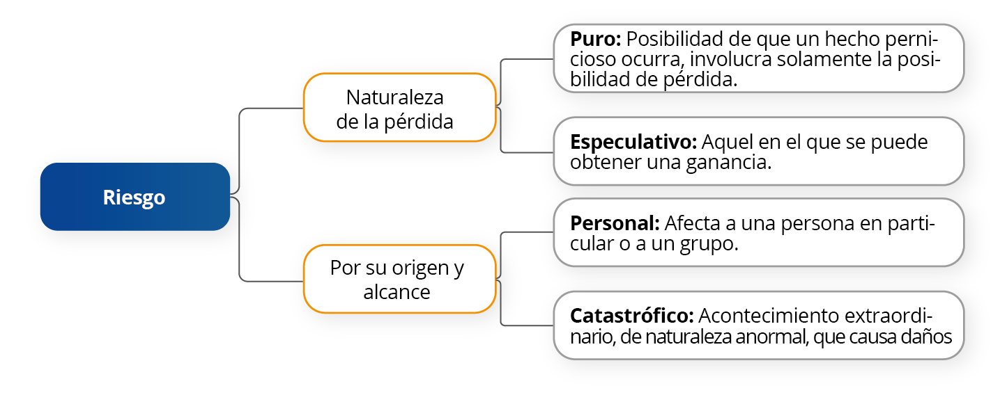 Riesgo
Naturaleza
de la pérdida
Puro: Posibilidad de que un hecho perni-
cioso ocurra, involucra solamente la posi-
bilidad de pérdida.
Especulativo: Aquel en el que se puede
obtener una ganancia.
Por su origen y
alcance
Personal: Afecta a una persona en parti-
cular o a un grupo.
Catastrófico: Acontecimiento extraordi-
nario, de naturaleza anormal, que causa daños